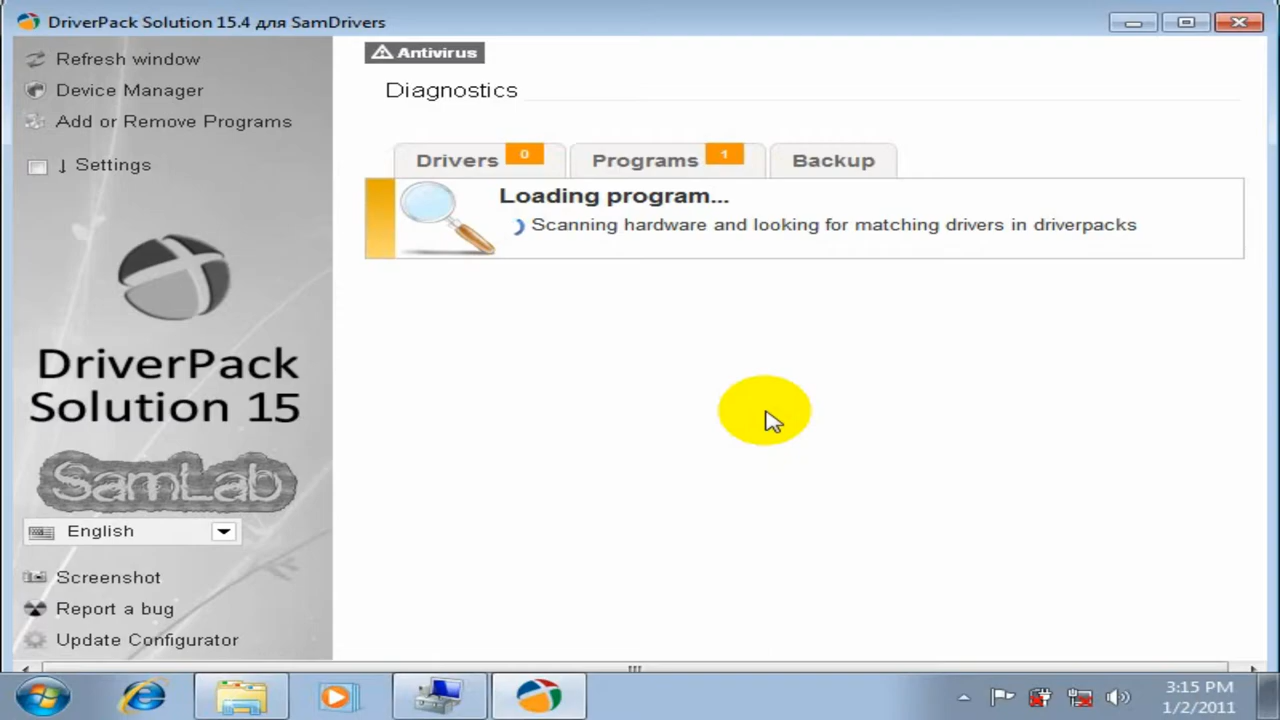 DriverPack Solution 15.4 для SamDrivers
Refresh window
Device Manager
Add or Remove Programs
↓ Settings
DriverPack
Solution 15
SamLab
English
Screenshot
Report a bug
Update Configurator
Antivirus
Diagnostics
Drivers 0
Programs 1
Backup
Loading program...
Scanning hardware and looking for matching drivers in driverpacks
3:15 PM
1/2/2011